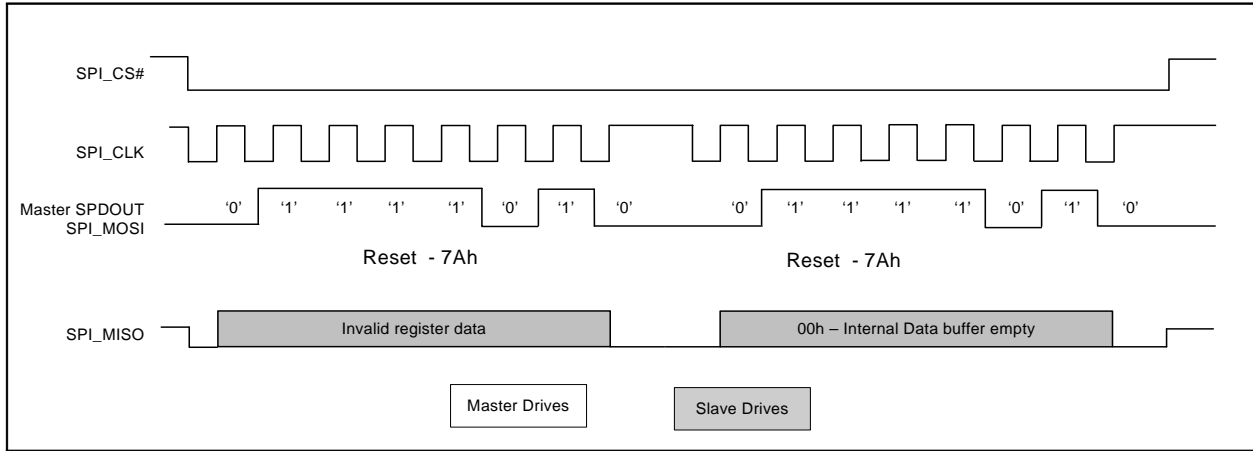 SPI_CS#
SPI_CLK
Master SPDOUT
SPI_MOSI
‘0’ ‘1’ ‘1’ ‘1’ ‘1’ ‘0’ ‘1’ ‘0’ ‘0’ ‘1’ ‘1’ ‘1’ ‘1’ ‘0’ ‘1’ ‘0’
Reset - 7Ah
Reset - 7Ah
SPI_MISO
Invalid register data
00h – Internal Data buffer empty
Master Drives
Slave Drives